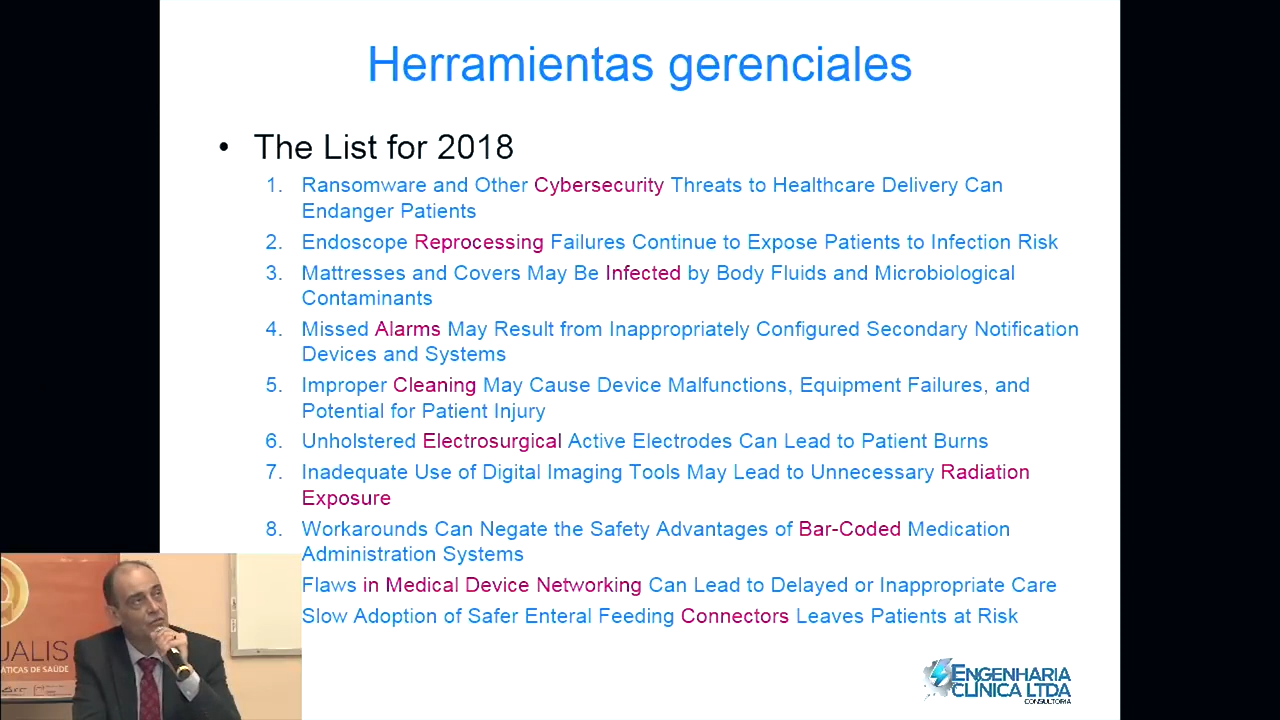 Herramientas gerenciales
• The List for 2018
1. Ransomware and Other Cybersecurity Threats to Healthcare Delivery Can
Endanger Patients
2. Endoscope Reprocessing Failures Continue to Expose Patients to Infection Risk
3. Mattresses and Covers May Be Infected by Body Fluids and Microbiological
Contaminants
4. Missed Alarms May Result from Inappropriately Configured Secondary Notification
Devices and Systems
5. Improper Cleaning May Cause Device Malfunctions, Equipment Failures, and
Potential for Patient Injury
6. Unholstered Electrosurgical Active Electrodes Can Lead to Patient Burns
7. Inadequate Use of Digital Imaging Tools May Lead to Unnecessary Radiation
Exposure
8. Workarounds Can Negate the Safety Advantages of Bar-Coded Medication
Administration Systems
Flaws in Medical Device Networking Can Lead to Delayed or Inappropriate Care
Slow Adoption of Safer Enteral Feeding Connectors Leaves Patients at Risk
UALIS
ÁTICAS DE SAÚDE
ENGENHARIA
CLÍNICA LTDA
CONSULTORIA